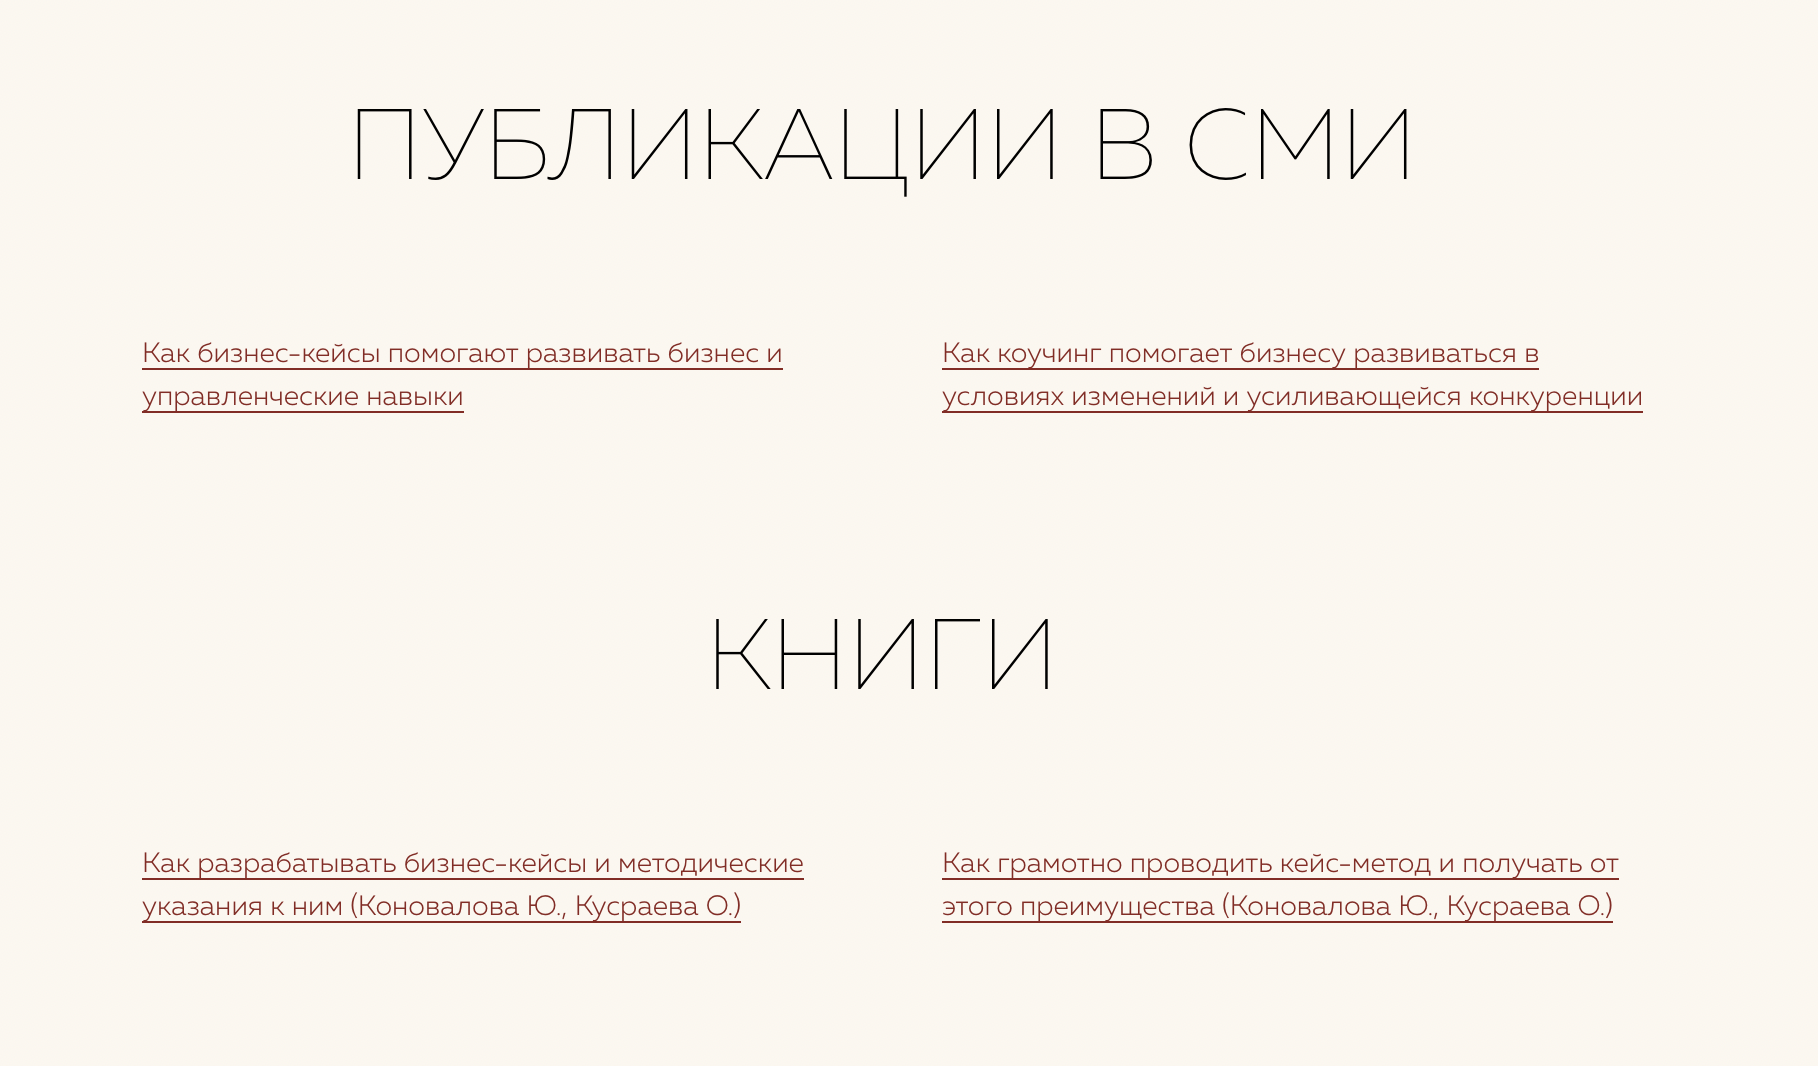 ПУБЛИКАЦИИ В СМИ
Как бизнес-кейсы помогают развивать бизнес и
управленческие навыки
Как коучинг помогает бизнесу развиваться в
условиях изменений и усиливающейся конкуренции
КНИГИ
Как разрабатывать бизнес-кейсы и методические
указания к ним (Коновалова Ю., Кусраева О.)
Как грамотно проводить кейс-метод и получать от
этого преимущества (Коновалова Ю., Кусраева О.)